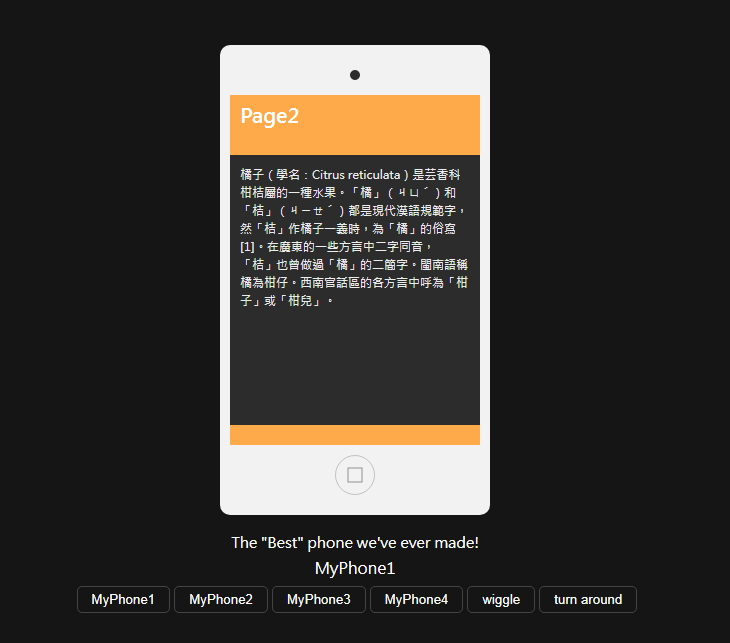 Page2
橘子（學名：Citrus reticulata）是芸香科
柑桔屬的一種水果。「橘」（ㄐㄩˊ）和
「桔」（ㄐㄧㄝˊ）都是現代漢語規範字，
然「桔」作橘子一義時，為「橘」的俗寫
[1]。在廣東的一些方言中二字同音，
「桔」也曾做過「橘」的二簡字。閩南語稱
橘為柑仔。西南官話區的各方言中呼為「柑
子」或「柑兒」。
The "Best" phone we've ever made!
MyPhone1
MyPhone1 MyPhone2 MyPhone3 MyPhone4 wiggle turn around